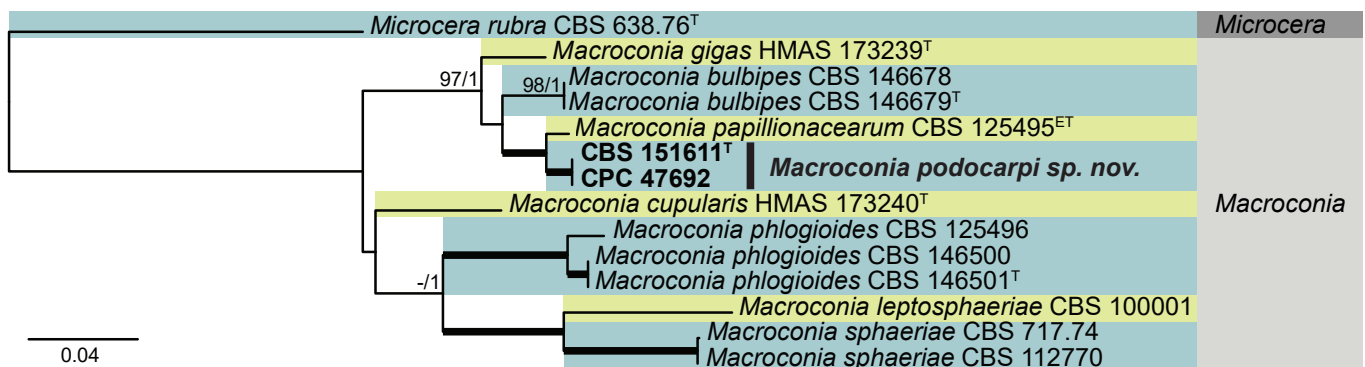 Microcera rubra CBS 638.76ᵀ Microcera
Macroconia gigas HMAS 173239ᵀ
97/1 98/1 Macroconia bulbipes CBS 146678
Macroconia bulbipes CBS 146679ᵀ
Macroconia papillionacearum CBS 125495ᴱᵀ
CBS 151611ᵀ
Macroconia podocarpi sp. nov.
CPC 47692
Macroconia cupularis HMAS 173240ᵀ Macroconia
Macroconia phlogioides CBS 125496
Macroconia phlogioides CBS 146500
-/1 Macroconia phlogioides CBS 146501ᵀ
Macroconia leptosphaeriae CBS 100001
Macroconia sphaeriae CBS 717.74
0.04 Macroconia sphaeriae CBS 112770